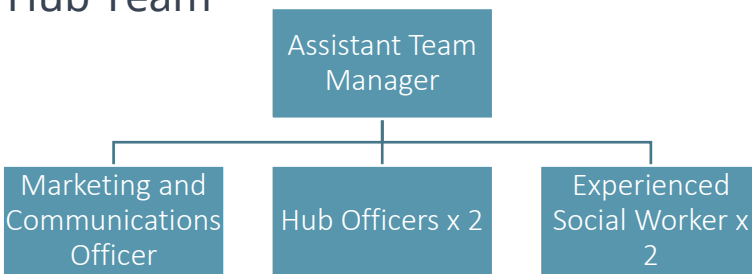 Hub Team
Assistant Team
Manager
Marketing and
Communications
Officer
Hub Officers x 2
Experienced
Social Worker x
2